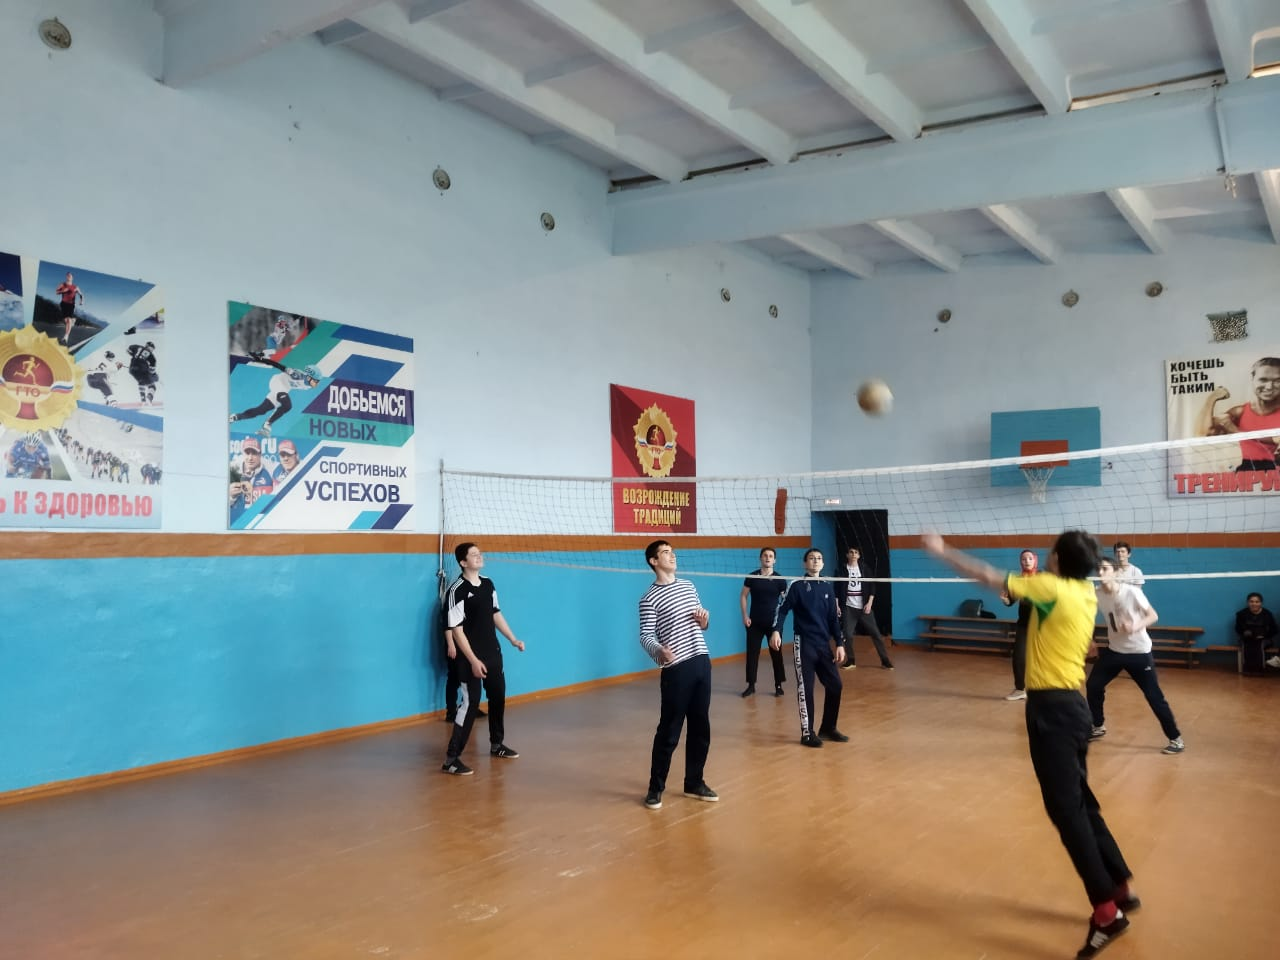 ГТО
Ь К ЗДОРОВЬЮ
ДОБЬЕМСЯ
НОВЫХ
СПОРТИВНЫХ
УСПЕХОВ
ГТО
ВОЗРОЖДЕНИЕ
ТРАДИЦИЙ
ХОЧЕШЬ
БЫТЬ
ТАКИМ
ТРЕНИРУ